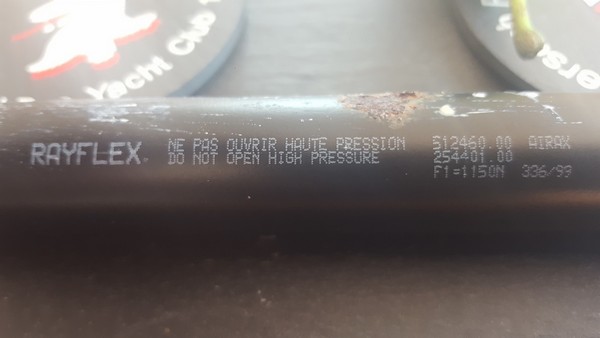 Yacht Club
RAYFLEX
NE PAS OUVRIR HAUTE PRESSION 512460.00 AIRAX
DO NOT OPEN HIGH PRESSURE 254401.00
F1=1150N 336/99